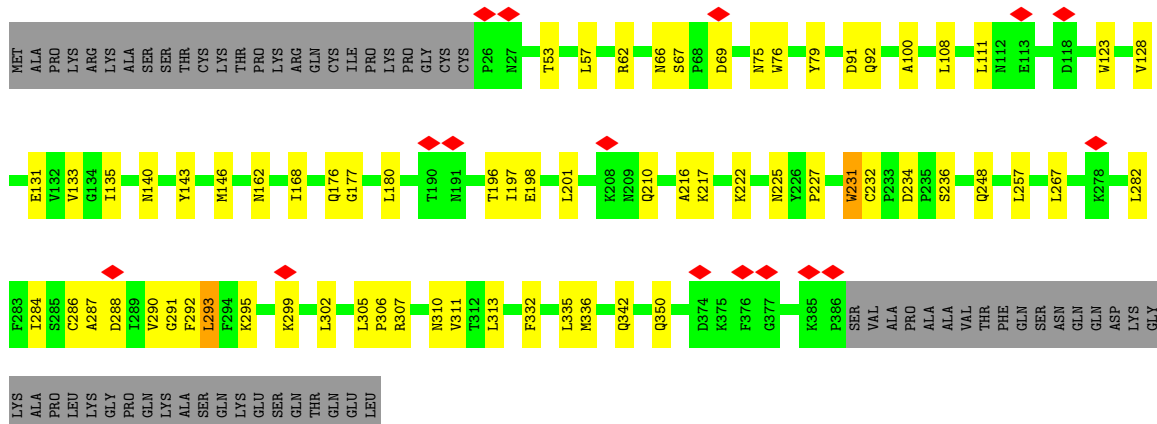 MET ALA PRO LYS ARG LYS ALA SER SER THR CYS LYS THR PRO LYS ARG GLN CYS ILE PRO LYS PRO GLY CYS CYS P26 N27 T53 L57 R62 N66 S67 P68 D69 N75 W76 Y79 D91 Q92 A100 L108 L111 N112 E113 D118 W123 V128
E131 V132 V133 G134 I135 N140 Y143 M146 N162 I168 Q176 G177 L180 T190 N191 T196 I197 E198 L201 K208 N209 Q210 A216 K217 K222 N225 Y226 P227 W231 C232 P233 D234 P235 S236 Q248 L257 L267 K278 L282
F283 I284 S285 C286 A287 D288 I289 V290 G291 F292 L293 F294 K295 K299 L302 L305 P306 R307 N310 V311 T312 L313 F332 L335 M336 Q342 Q350 D374 K375 F376 G377 K385 P386 SER VAL ALA PRO ALA ALA VAL THR PHE GLN SER ASN GLN GLN ASP LYS GLY
LYS ALA PRO LEU LYS GLY PRO GLN LYS ALA SER GLN LYS GLU SER GLN THR GLN GLU LEU